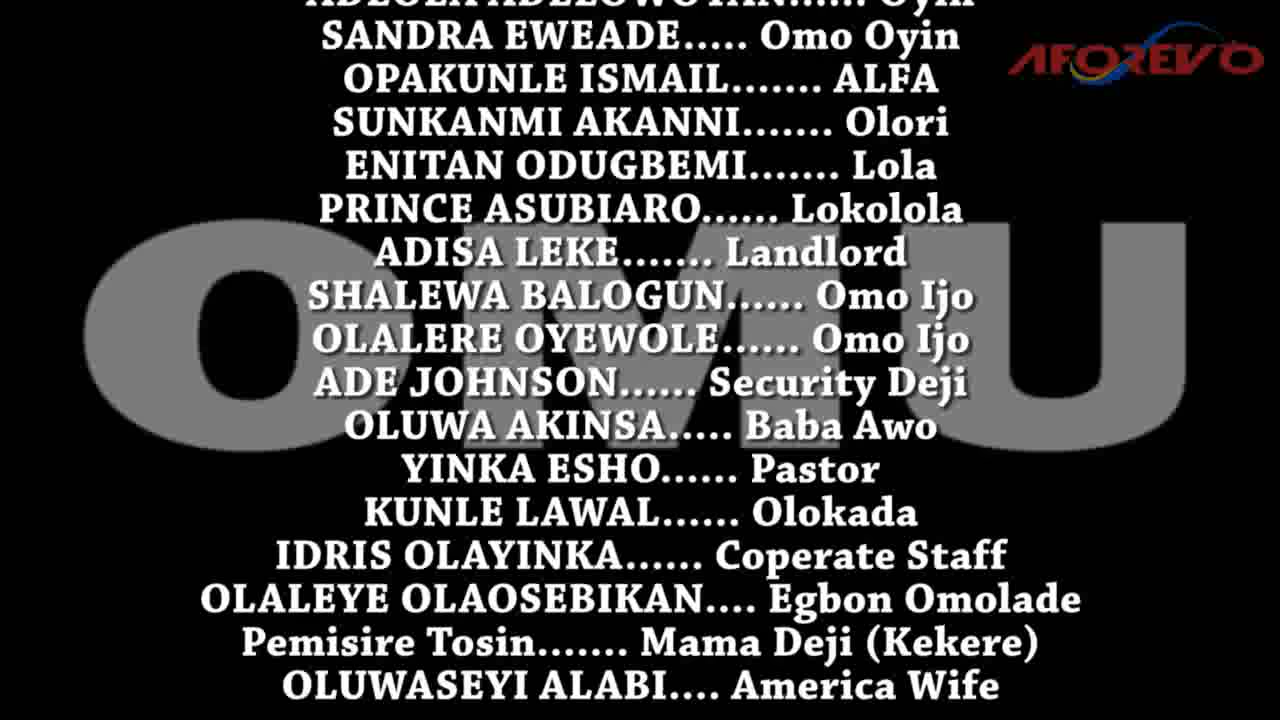 SANDRA EWEADE..... Omo Oyin
OPAKUNLE ISMAIL....... ALFA
SUNKANMI AKANNI....... Olori
ENITAN ODUGBEMI....... Lola
PRINCE ASUBIARO...... Lokolola
ADISA LEKE....... Landlord
SHALEWA BALOGUN...... Omo Ijo
OLALERE OYEWOLE...... Omo Ijo
ADE JOHNSON...... Security Deji
OLUWA AKINSA..... Baba Awo
YINKA ESHO...... Pastor
KUNLE LAWAL...... Olokada
IDRIS OLAYINKA...... Coperate Staff
OLALEYE OLAOSEBIKAN.... Egbon Omolade
Pemisire Tosin....... Mama Deji (Kekere)
OLUWASEYI ALABI.... America Wife
OMU
AFOREVO